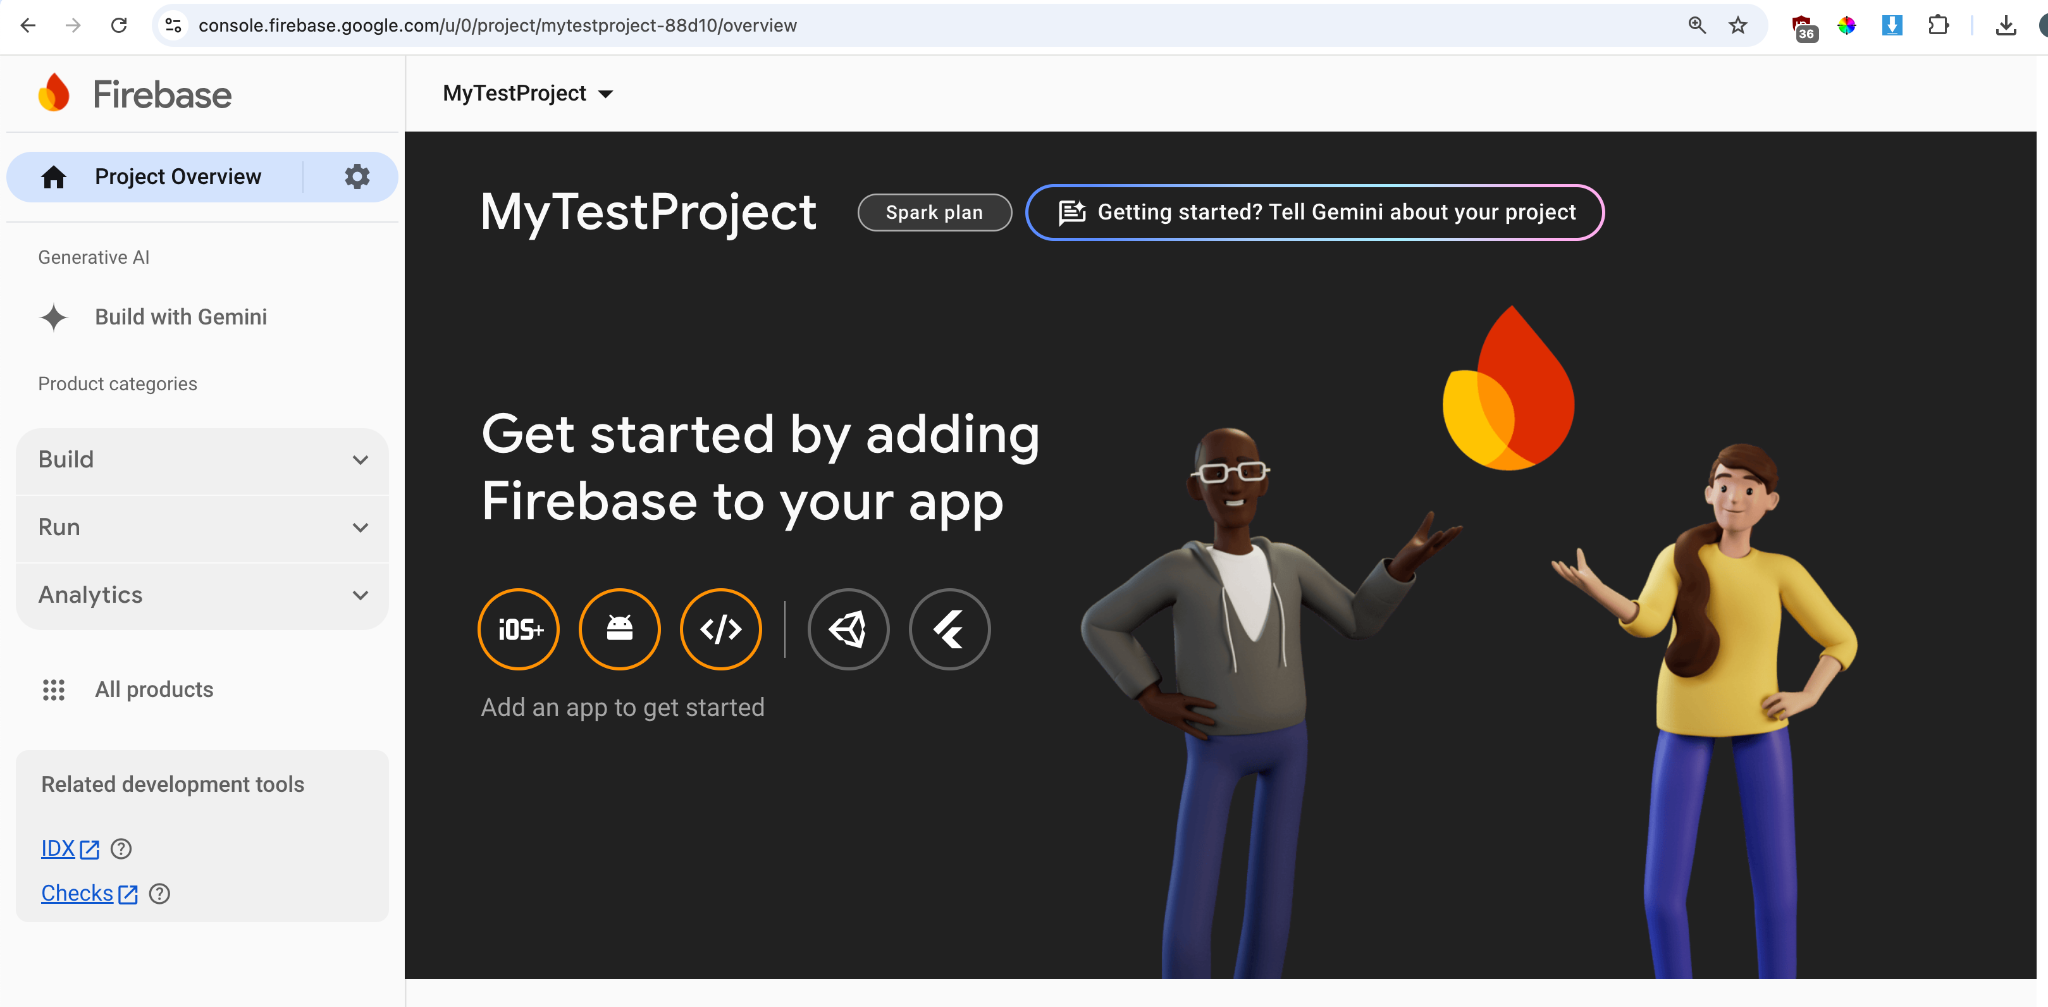 console.firebase.google.com/u/0/project/mytestproject-88d10/overview
36
Firebase
MyTestProject
Project Overview
Generative AI
Build with Gemini
Product categories
Build
Run
Analytics
All products
Related development tools
IDX
Checks
MyTestProject
Spark plan
Getting started? Tell Gemini about your project
Get started by adding
Firebase to your app
iOS+
</>
Add an app to get started